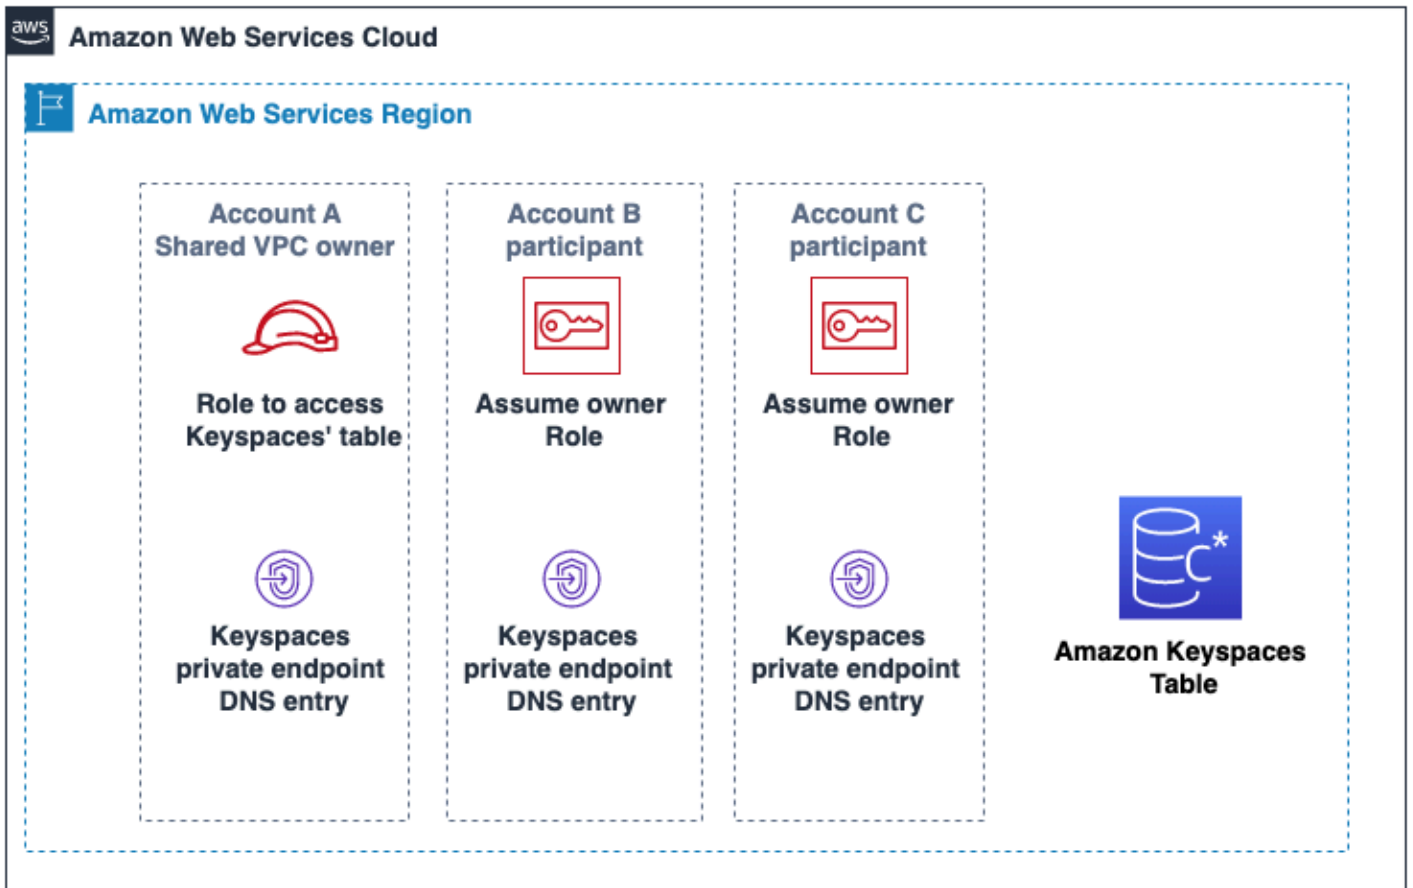 aws
Amazon Web Services Cloud
Amazon Web Services Region
Account A
Shared VPC owner
Role to access
Keyspaces' table
Keyspaces
private endpoint
DNS entry
Account B
participant
Assume owner
Role
Keyspaces
private endpoint
DNS entry
Account C
participant
Assume owner
Role
Keyspaces
private endpoint
DNS entry
C*
Amazon Keyspaces
Table